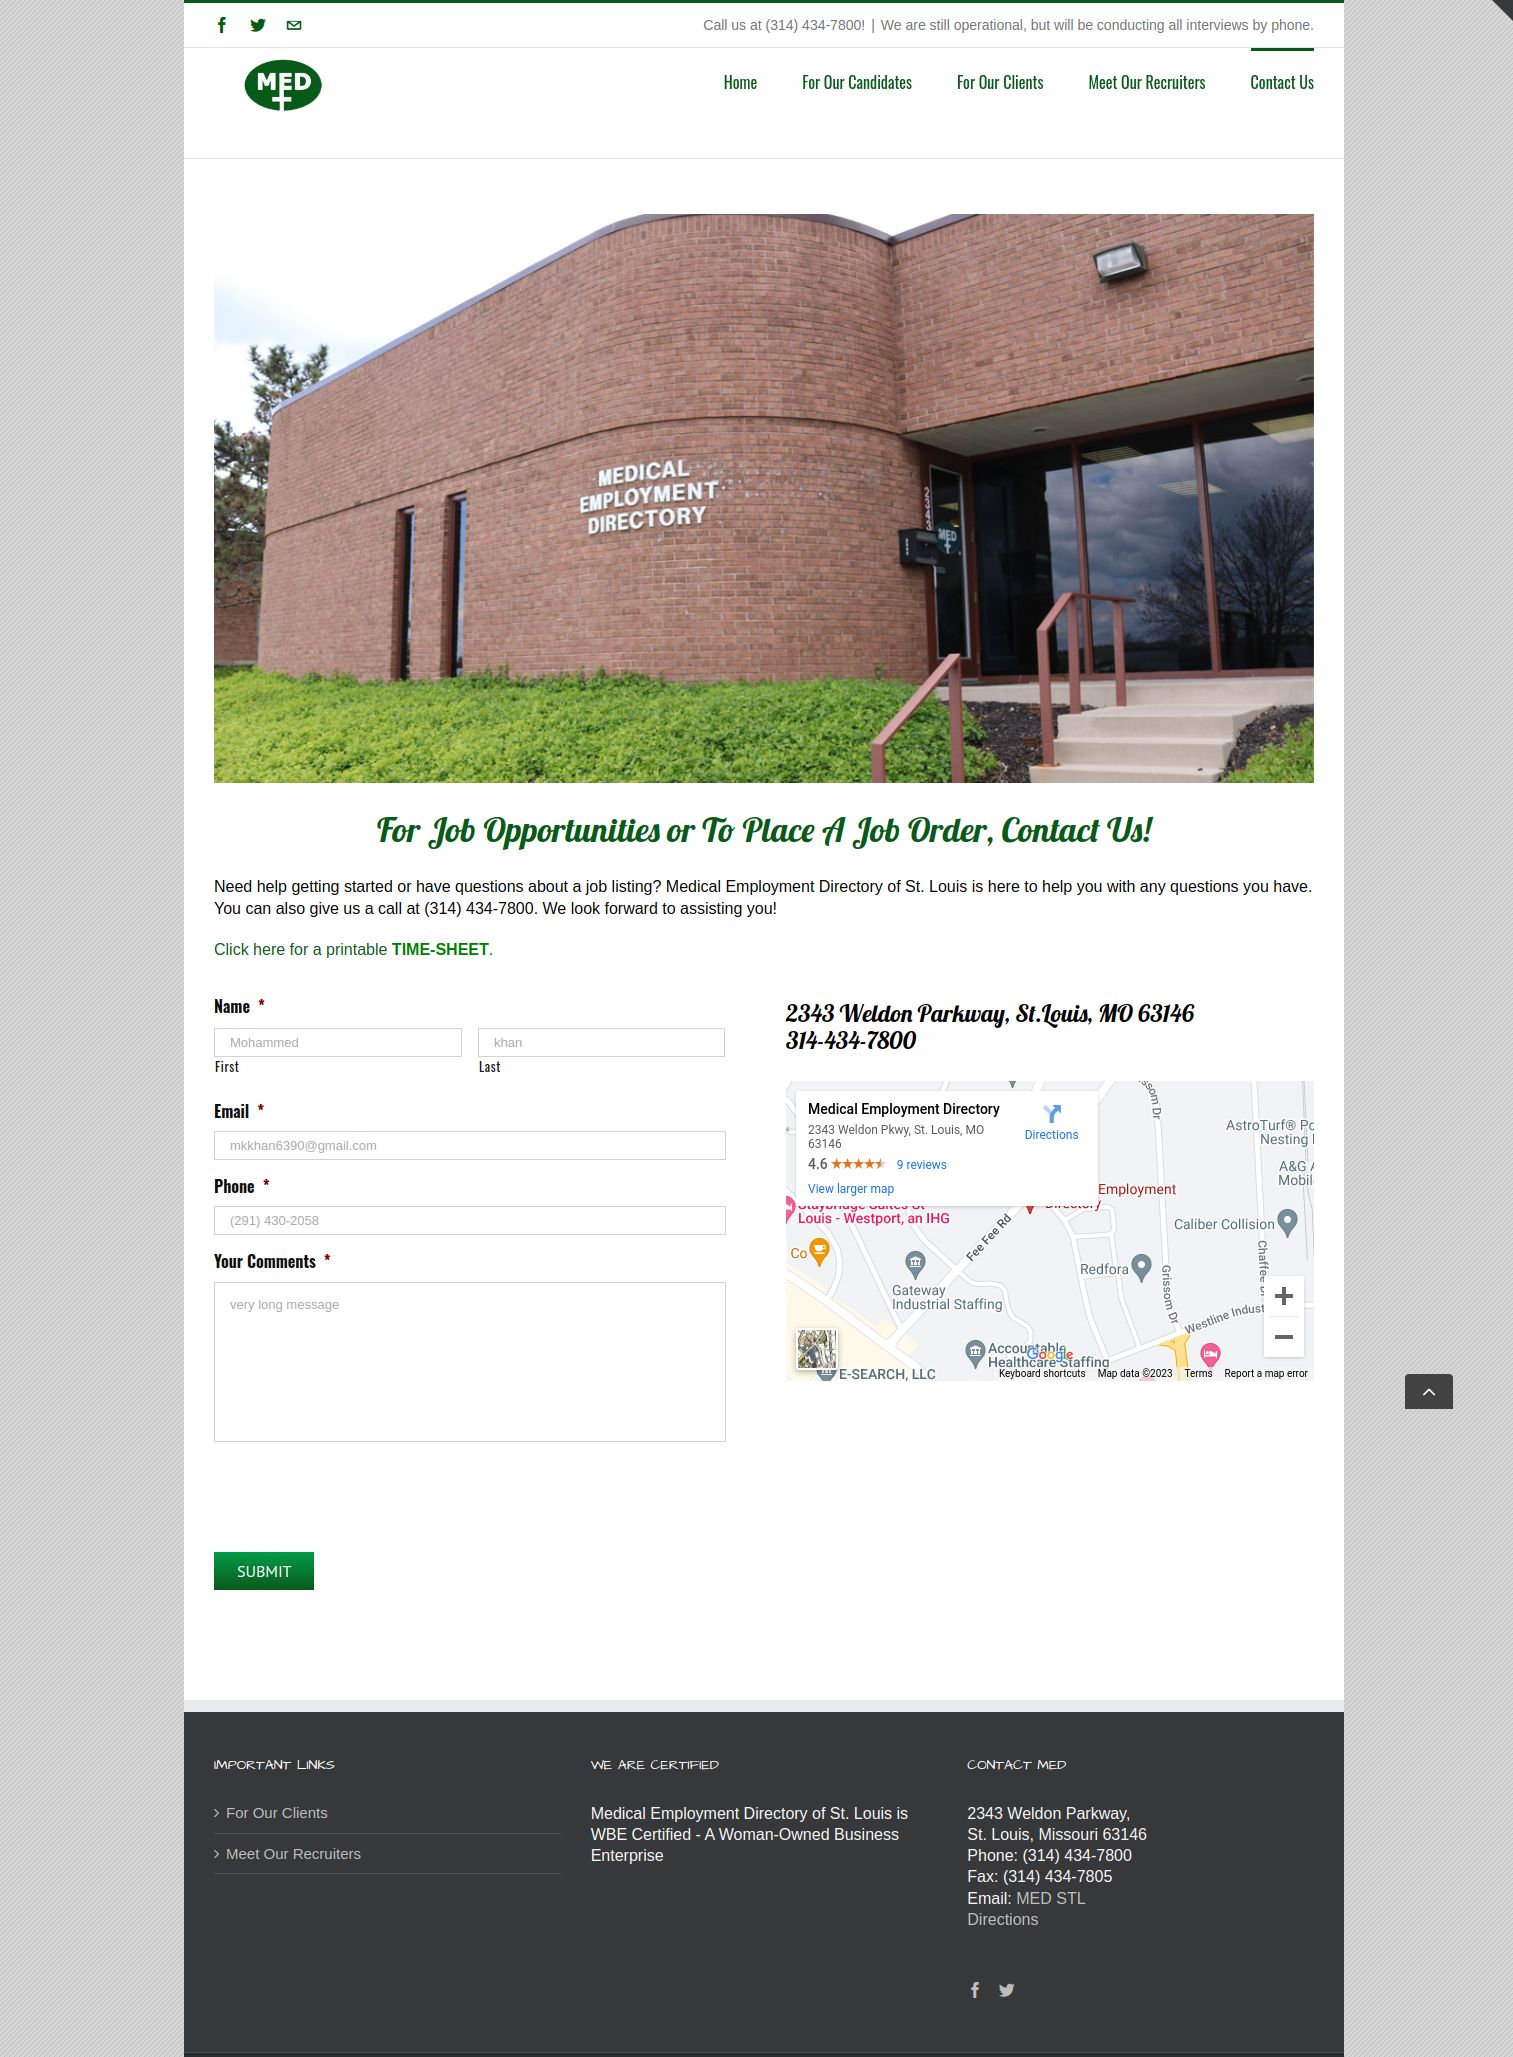 Call us at (314) 434-7800! | We are still operational, but will be conducting all interviews by phone.
MED
Home
For Our Candidates
For Our Clients
Meet Our Recruiters
Contact Us
MEDICAL
EMPLOYMENT
DIRECTORY
2343
MED
For Job Opportunities or To Place A Job Order, Contact Us!
Need help getting started or have questions about a job listing? Medical Employment Directory of St. Louis is here to help you with any questions you have.
You can also give us a call at (314) 434-7800. We look forward to assisting you!
Click here for a printable TIME-SHEET.
Name *
Mohammed
khan
First
Last
Email *
mkkhan6390@gmail.com
Phone *
(291) 430-2058
Your Comments *
very long message
SUBMIT
2343 Weldon Parkway, St.Louis, MO 63146
314-434-7800
Medical Employment Directory
2343 Weldon Pkwy, St. Louis, MO
63146
4.6
9 reviews
View larger map
Directions
Grissom Dr
AstroTurf® Po
Nesting
A&G A
Mobil
Employment
Directory
Staybridge Suites St
Louis - Westport, an IHG
Caliber Collision
Fee Fee Rd
Co
Redfora
Chaffee D
Grissom Dr
Gateway
Industrial Staffing
Westline Indust
Accountable
Healthcare Staffing
Google
E-SEARCH, LLC
Keyboard shortcuts
Map data ©2023
Terms
Report a map error
IMPORTANT LINKS
For Our Clients
Meet Our Recruiters
WE ARE CERTIFIED
Medical Employment Directory of St. Louis is
WBE Certified - A Woman-Owned Business
Enterprise
CONTACT MED
2343 Weldon Parkway,
St. Louis, Missouri 63146
Phone: (314) 434-7800
Fax: (314) 434-7805
Email: MED STL
Directions